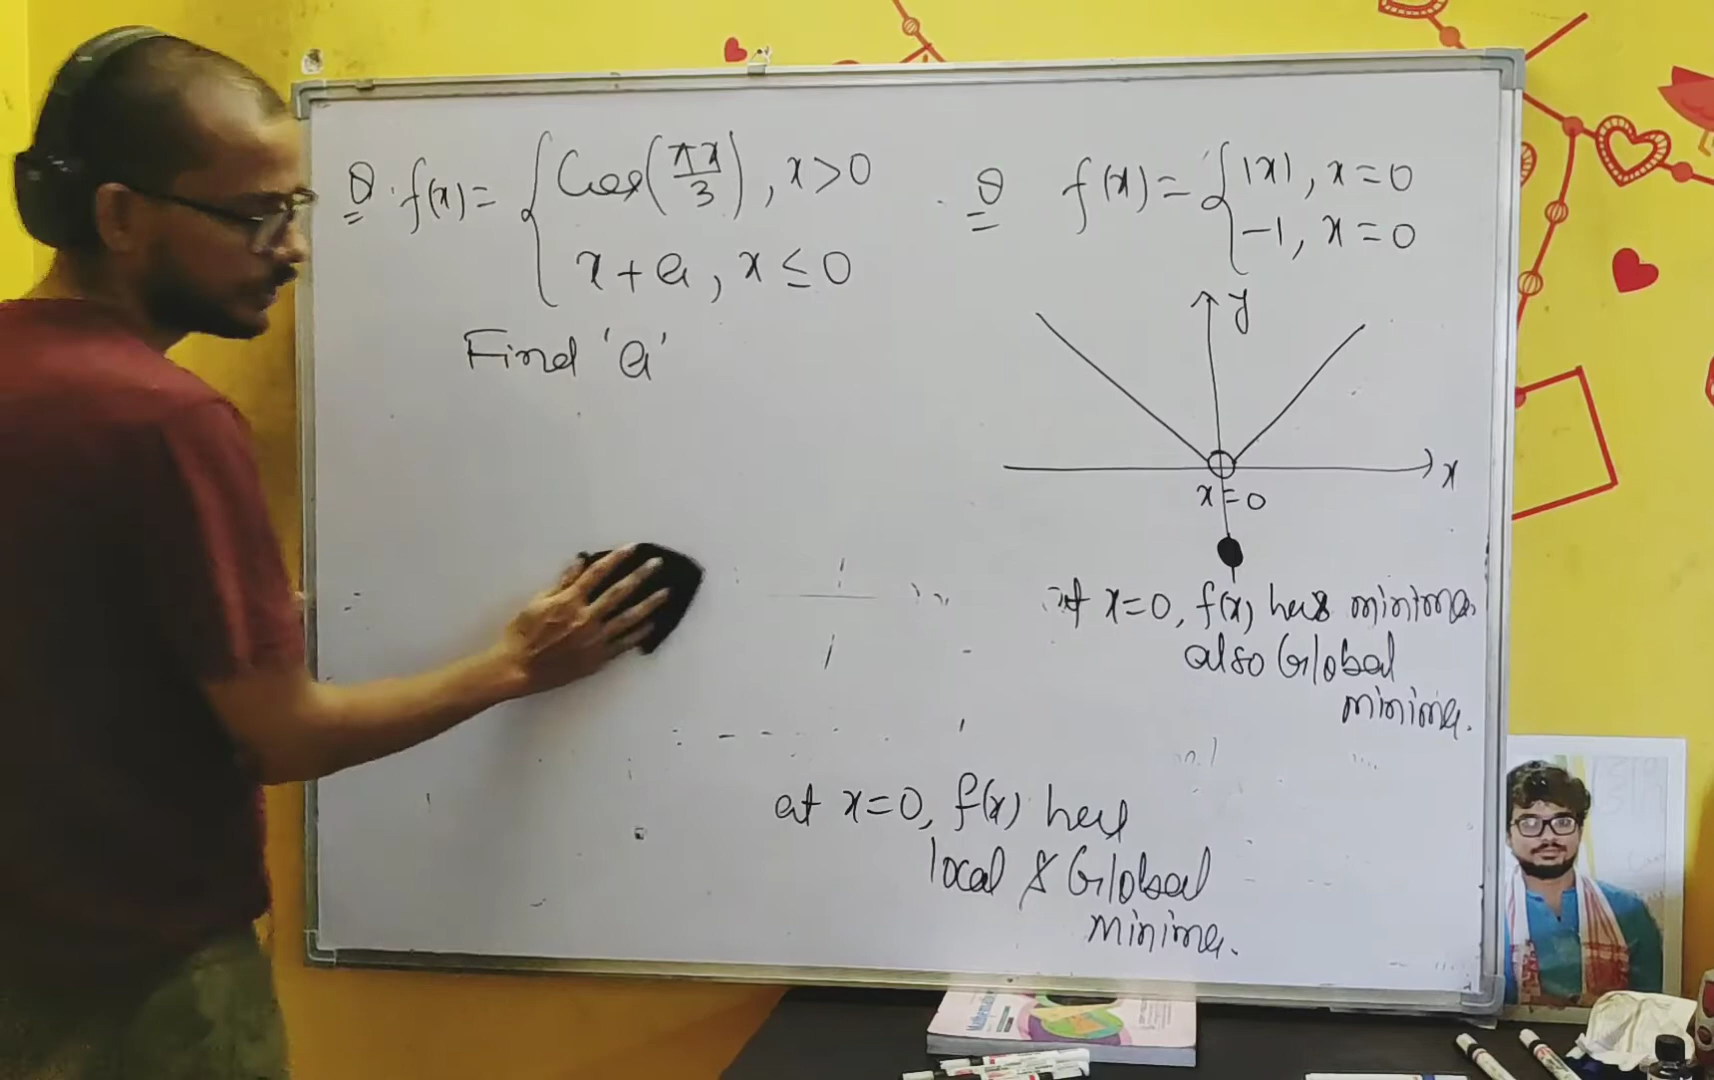 Q. f(x) = { Cos(πx/3), x > 0
x + a, x ≤ 0
Find 'a'
Q f(x) = { |x|, x = 0
-1, x = 0
y
x
x = 0
at x=0, f(x) has minima.
also Global
minima.
at x=0, f(x) has
local & Global
minima.
Mathematics